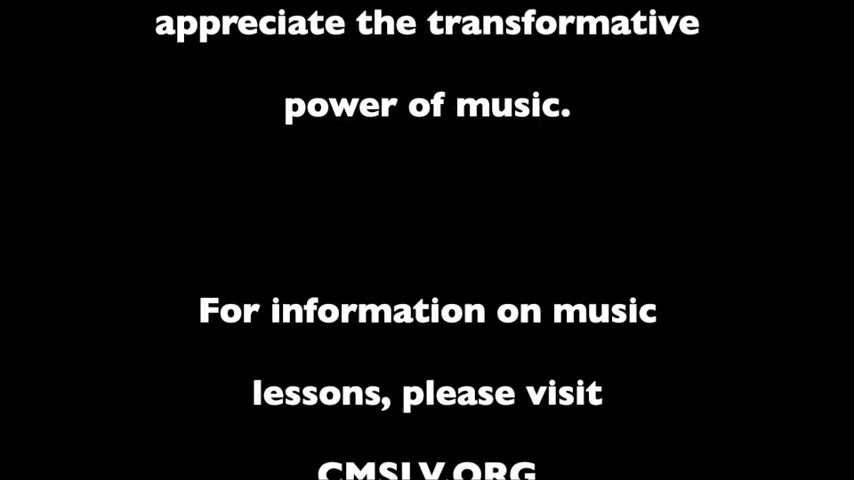 appreciate the transformative
power of music.
For information on music
lessons, please visit
CMSLV.ORG